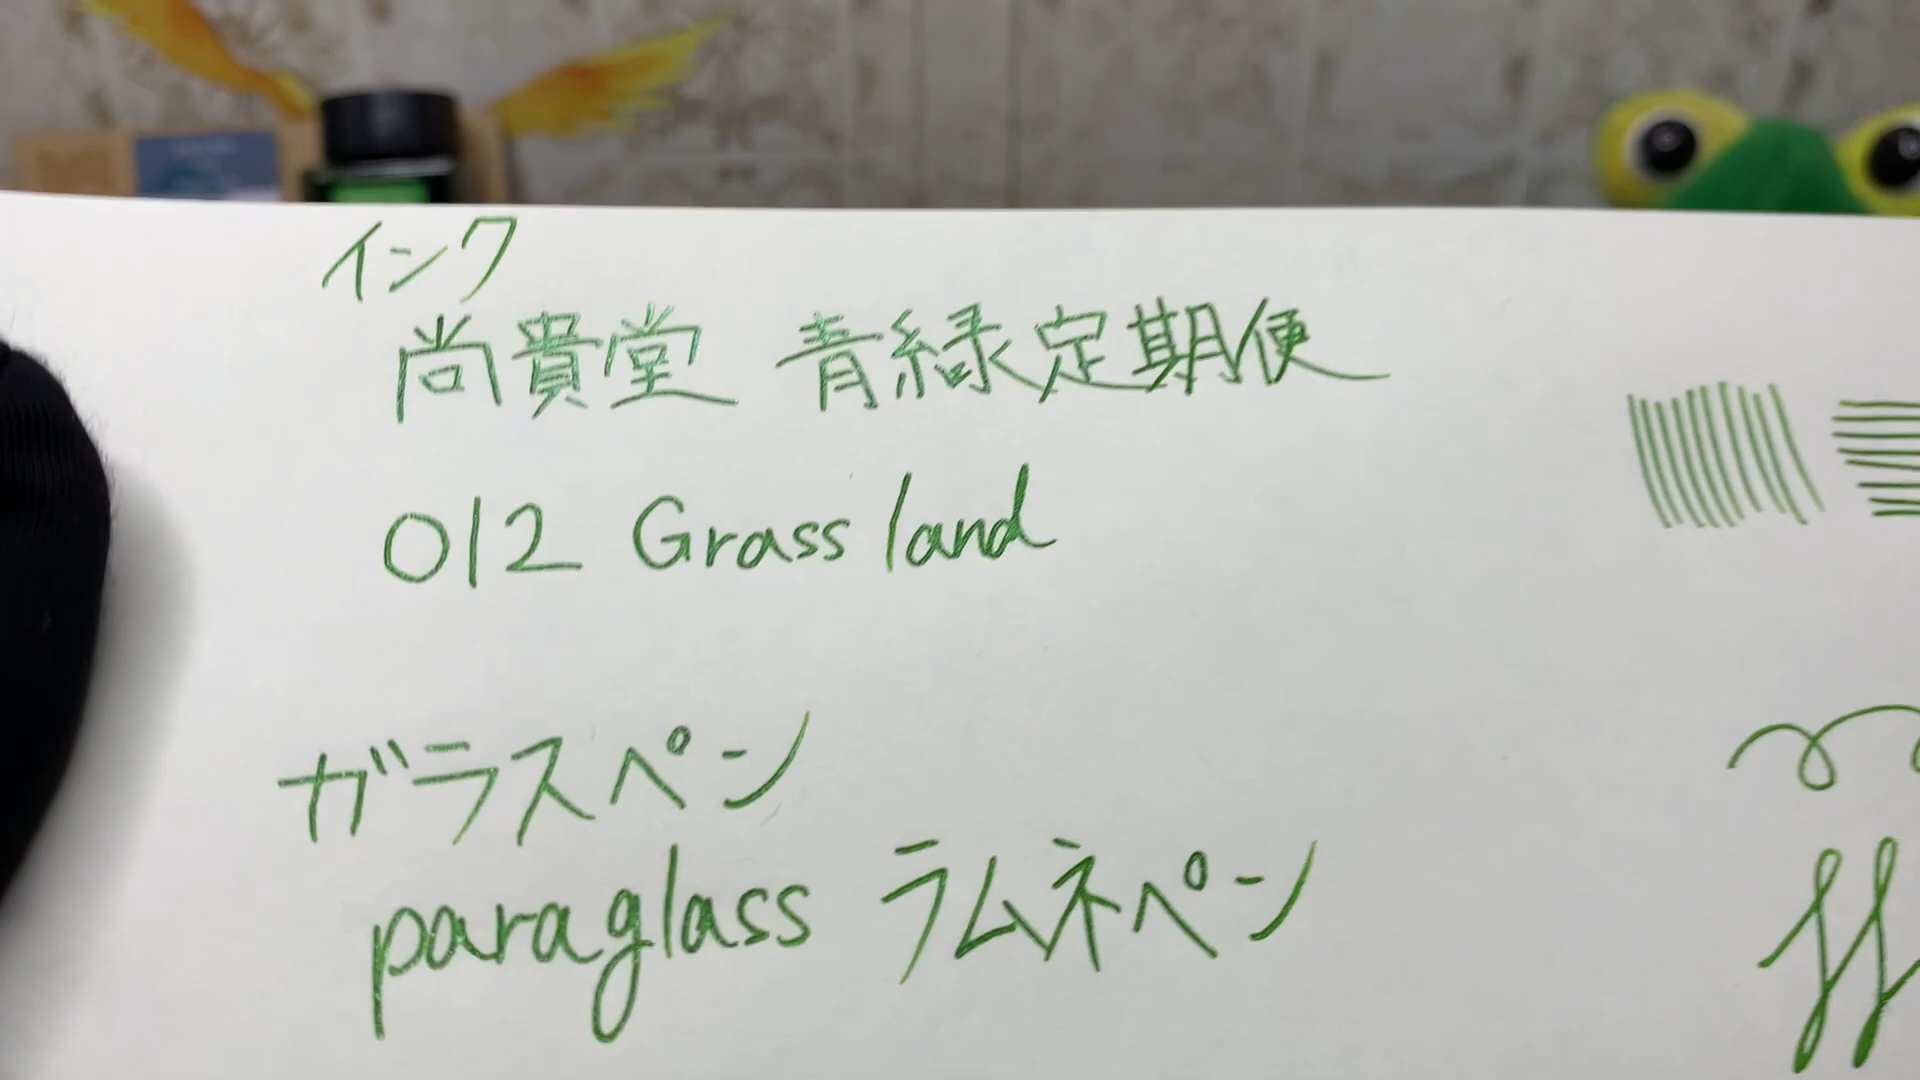 インク
尚貴堂 青緑定期便
012 Grass land
ガラスペン
paraglass ラムネペン